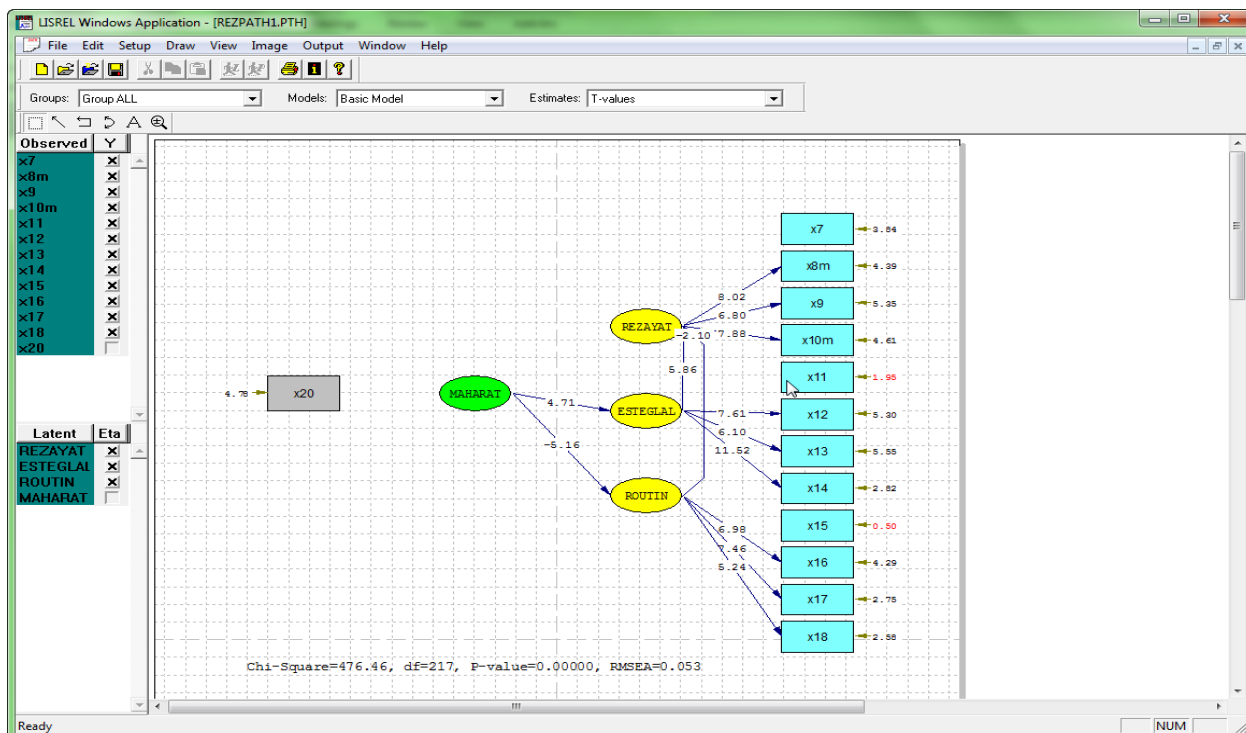 LISREL Windows Application - [REZPATH1.PTH]
File Edit Setup Draw View Image Output Window Help
Groups: Group ALL Models: Basic Model Estimates: T-values
Observed Y
x7
x8m
x9
x10m
x11
x12
x13
x14
x15
x16
x17
x18
x20
Latent Eta
REZAYAT
ESTEGLAL
ROUTIN
MAHARAT
4.78 x20
MAHARAT
4.71
-5.16
REZAYAT
ESTEGLAL
ROUTIN
-2.10
5.86
8.02
6.80
7.88
7.61
6.10
11.52
6.98
7.46
5.24
x7 3.84
x8m 4.39
x9 5.35
x10m 4.61
x11 1.95
x12 5.30
x13 5.55
x14 2.82
x15 0.50
x16 4.29
x17 2.75
x18 2.58
Chi-Square=476.46, df=217, P-value=0.00000, RMSEA=0.053
Ready NUM